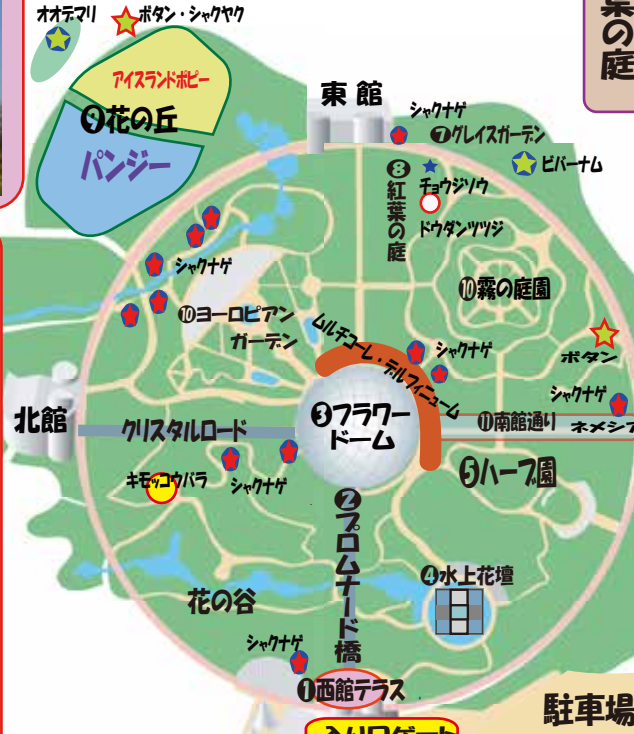 オオデマリ
ボタン・シャクヤク
葉の庭
アイスランドポピー
❾花の丘
パンジー
東館
シャクナゲ
❼グレイスガーデン
ビバーナム
❽紅葉の庭
チョウジソウ
ドウダンツツジ
シャクナゲ
⑩霧の庭園
⑩ヨーロピアン
ガーデン
ムルチコーレ・デルフィニューム
シャクナゲ
ボタン
シャクナゲ
北館
クリスタルロード
❸フラワー
ドーム
⑪南館通り
ネメシア
キモッコウバラ
シャクナゲ
❺ハーブ園
❷プロムナード橋
❹水上花壇
花の谷
シャクナゲ
❶西館テラス
駐車場
入り口ゲート